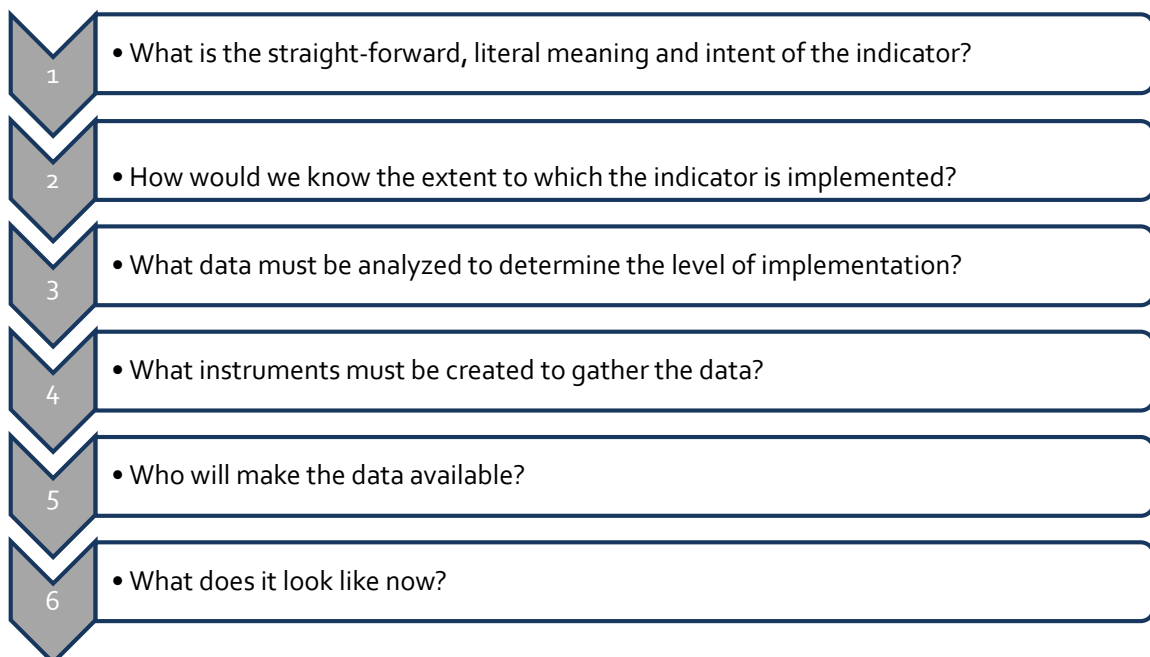 1
• What is the straight-forward, literal meaning and intent of the indicator?
2
• How would we know the extent to which the indicator is implemented?
3
• What data must be analyzed to determine the level of implementation?
4
• What instruments must be created to gather the data?
5
• Who will make the data available?
6
• What does it look like now?